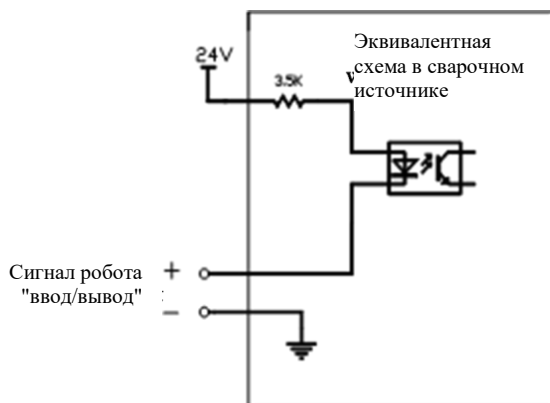 Эквивалентная
схема в сварочном
источнике
24V
3.5K
Сигнал робота +
"ввод/вывод" : −